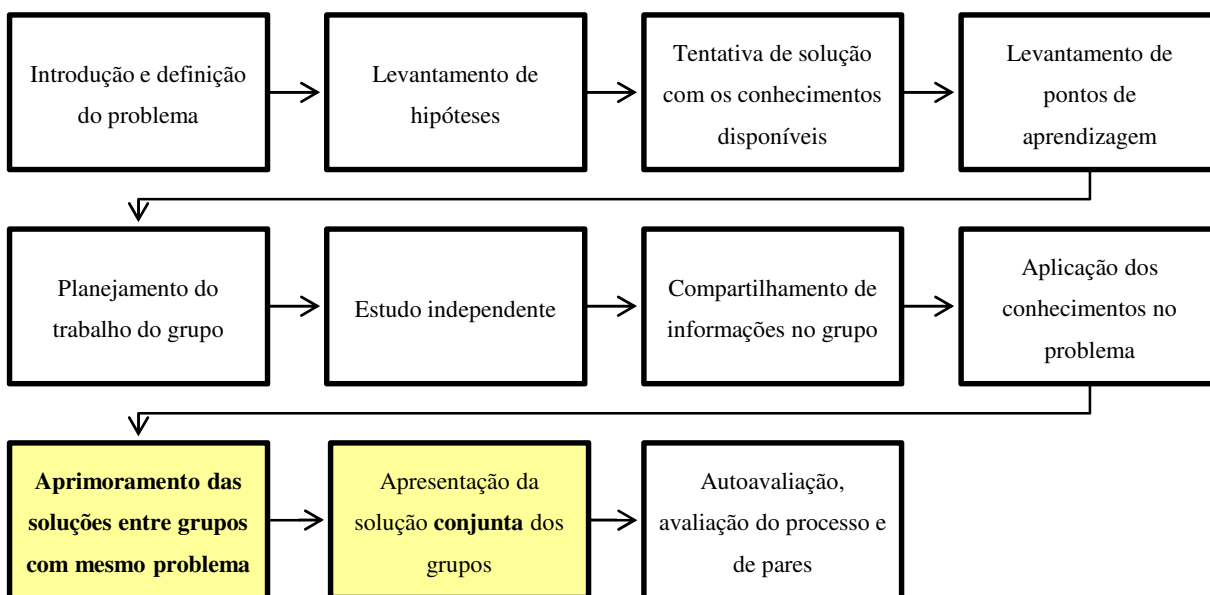 Introdução e definição
do problema
Levantamento de
hipóteses
Tentativa de solução
com os conhecimentos
disponíveis
Levantamento de
pontos de
aprendizagem
Planejamento do
trabalho do grupo
Estudo independente
Compartilhamento de
informações no grupo
Aplicação dos
conhecimentos no
problema
Aprimoramento das
soluções entre grupos
com mesmo problema
Apresentação da
solução conjunta dos
grupos
Autoavaliação,
avaliação do processo e
de pares